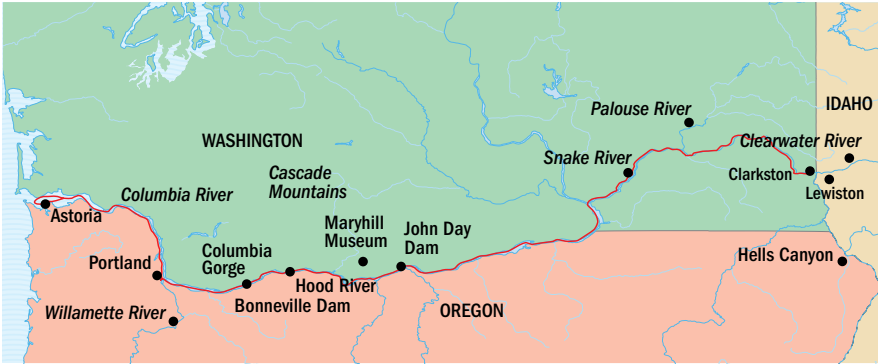 Palouse River
IDAHO
WASHINGTON
Clearwater River
Snake River
Cascade
Mountains
Clarkston
Columbia River
Lewiston
Astoria
Maryhill
Museum
John Day
Dam
Columbia
Gorge
Portland
Hells Canyon
Hood River
Bonneville Dam
Willamette River
OREGON